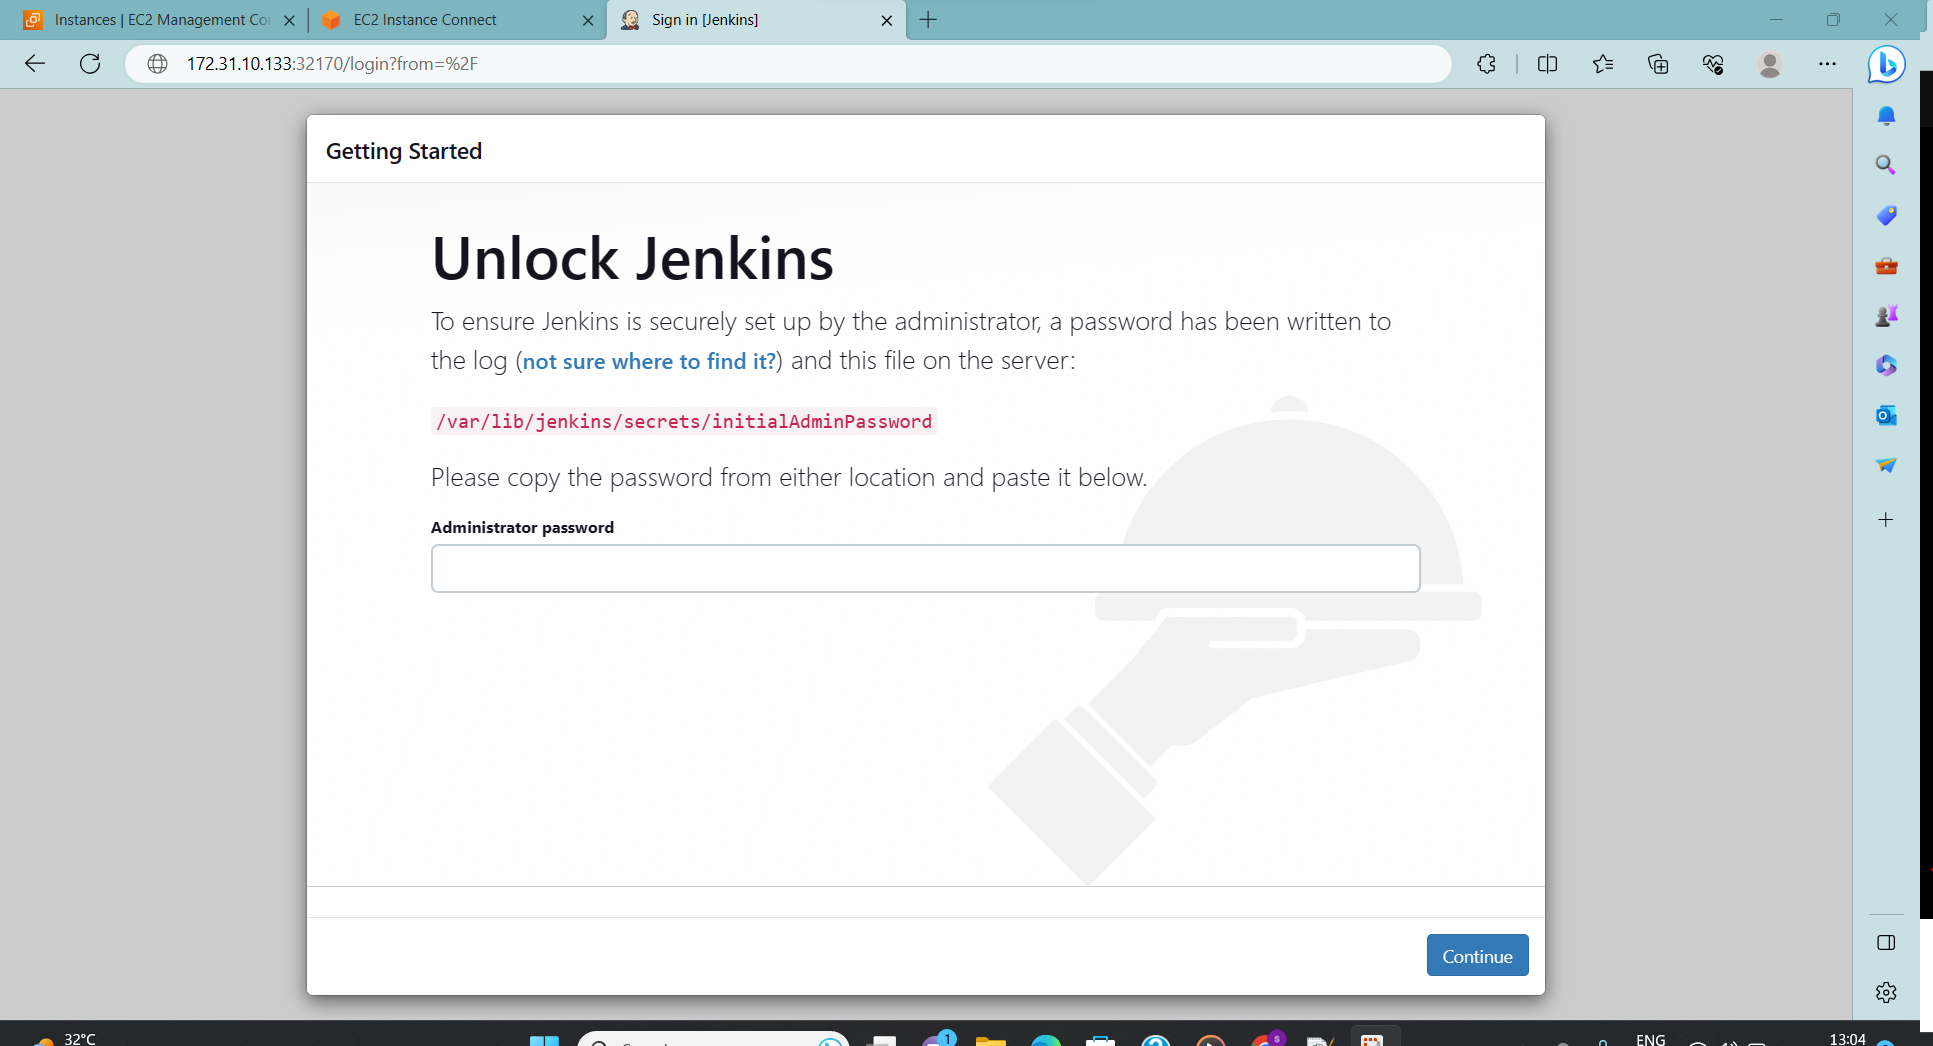 Instances | EC2 Management Co
EC2 Instance Connect
Sign in [Jenkins]
172.31.10.133:32170/login?from=%2F
Getting Started
Unlock Jenkins
To ensure Jenkins is securely set up by the administrator, a password has been written to
the log (not sure where to find it?) and this file on the server:
/var/lib/jenkins/secrets/initialAdminPassword
Please copy the password from either location and paste it below.
Administrator password
Continue
32°C
1
S
ENG
13:04